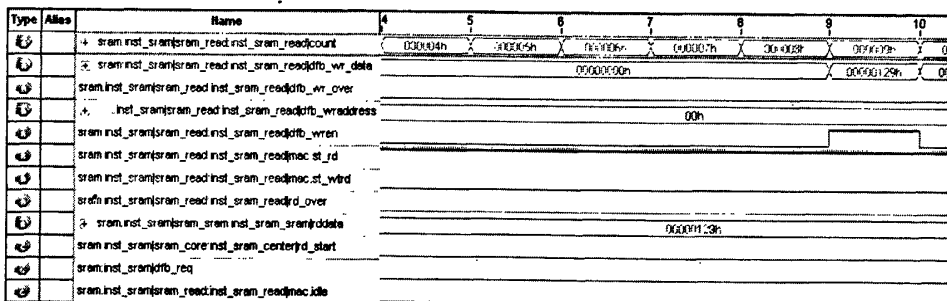 Type Alias Name 4 5 6 7 8 9 10
+ sram:inst_sram|sram_read:inst_sram_read|count 000004h 000005h 000006h 000007h 000008h 000009h
+ sram:inst_sram|sram_read:inst_sram_read|dfb_wr_data 00000000h 00000129h
sram:inst_sram|sram_read:inst_sram_read|dfb_wr_over
+ ...inst_sram|sram_read:inst_sram_read|dfb_wraddress 00h
sram:inst_sram|sram_read:inst_sram_read|dfb_wren
sram:inst_sram|sram_read:inst_sram_read|mac.st_rd
sram:inst_sram|sram_read:inst_sram_read|mac.st_wtrd
sram:inst_sram|sram_read:inst_sram_read|rd_over
+ sram:inst_sram|sram_sram:inst_sram_sram|rddata 00000129h
sram:inst_sram|sram_core:inst_sram_center|rd_start
sram:inst_sram|dfb_req
sram:inst_sram|sram_read:inst_sram_read|mac.idle